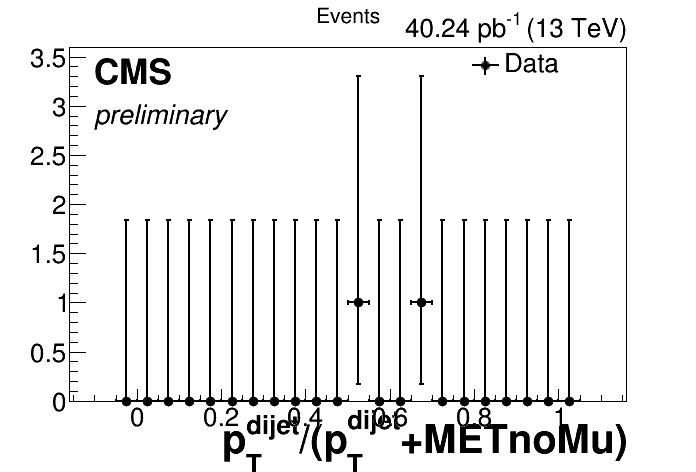 Events
40.24 pb-1 (13 TeV)
CMS
preliminary
Data
3.5
3
2.5
2
1.5
1
0.5
0
0 0.2 0.4 0.6 0.8 1
pTdijet/(pTdijet+METnoMu)